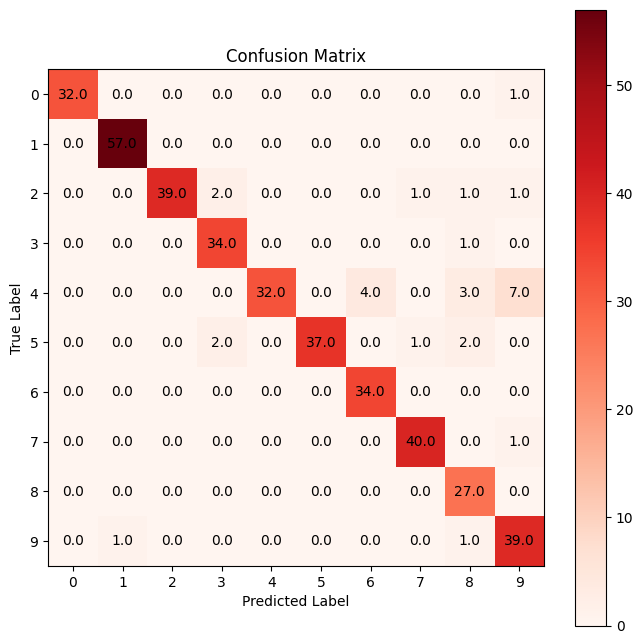 Confusion Matrix
0 32.0 0.0 0.0 0.0 0.0 0.0 0.0 0.0 0.0 1.0
1 0.0 57.0 0.0 0.0 0.0 0.0 0.0 0.0 0.0 0.0
2 0.0 0.0 39.0 2.0 0.0 0.0 0.0 1.0 1.0 1.0
3 0.0 0.0 0.0 34.0 0.0 0.0 0.0 0.0 1.0 0.0
4 0.0 0.0 0.0 0.0 32.0 0.0 4.0 0.0 3.0 7.0
5 0.0 0.0 0.0 2.0 0.0 37.0 0.0 1.0 2.0 0.0
6 0.0 0.0 0.0 0.0 0.0 0.0 34.0 0.0 0.0 0.0
7 0.0 0.0 0.0 0.0 0.0 0.0 0.0 40.0 0.0 1.0
8 0.0 0.0 0.0 0.0 0.0 0.0 0.0 0.0 27.0 0.0
9 0.0 1.0 0.0 0.0 0.0 0.0 0.0 0.0 1.0 39.0
0 1 2 3 4 5 6 7 8 9
Predicted Label
True Label
50
40
30
20
10
0